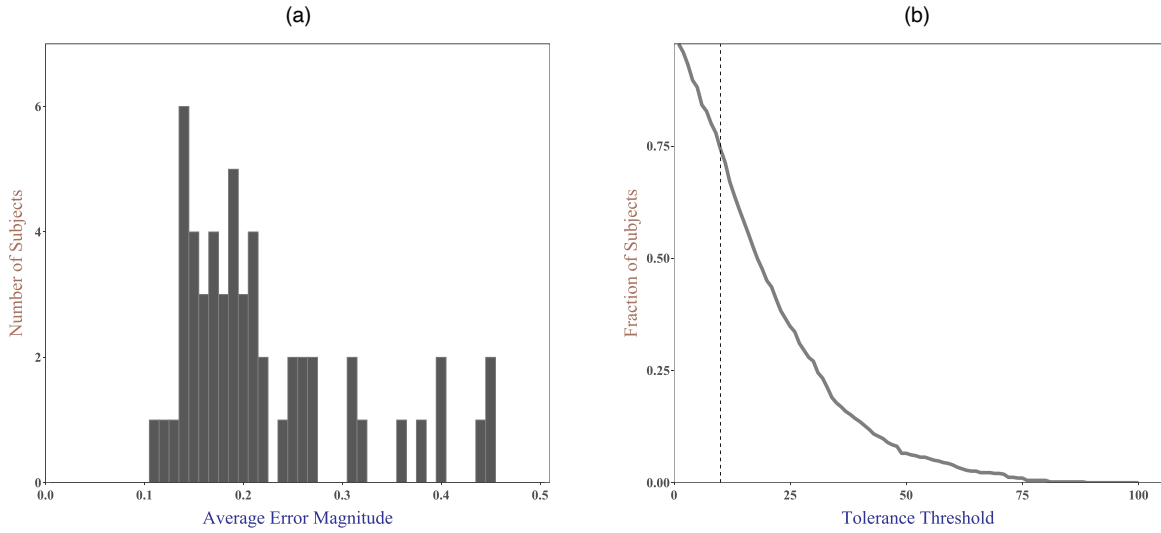 (a)
Number of Subjects
6
4
2
0
0.0 0.1 0.2 0.3 0.4 0.5
Average Error Magnitude
(b)
Fraction of Subjects
0.75
0.50
0.25
0.00
0 25 50 75 100
Tolerance Threshold